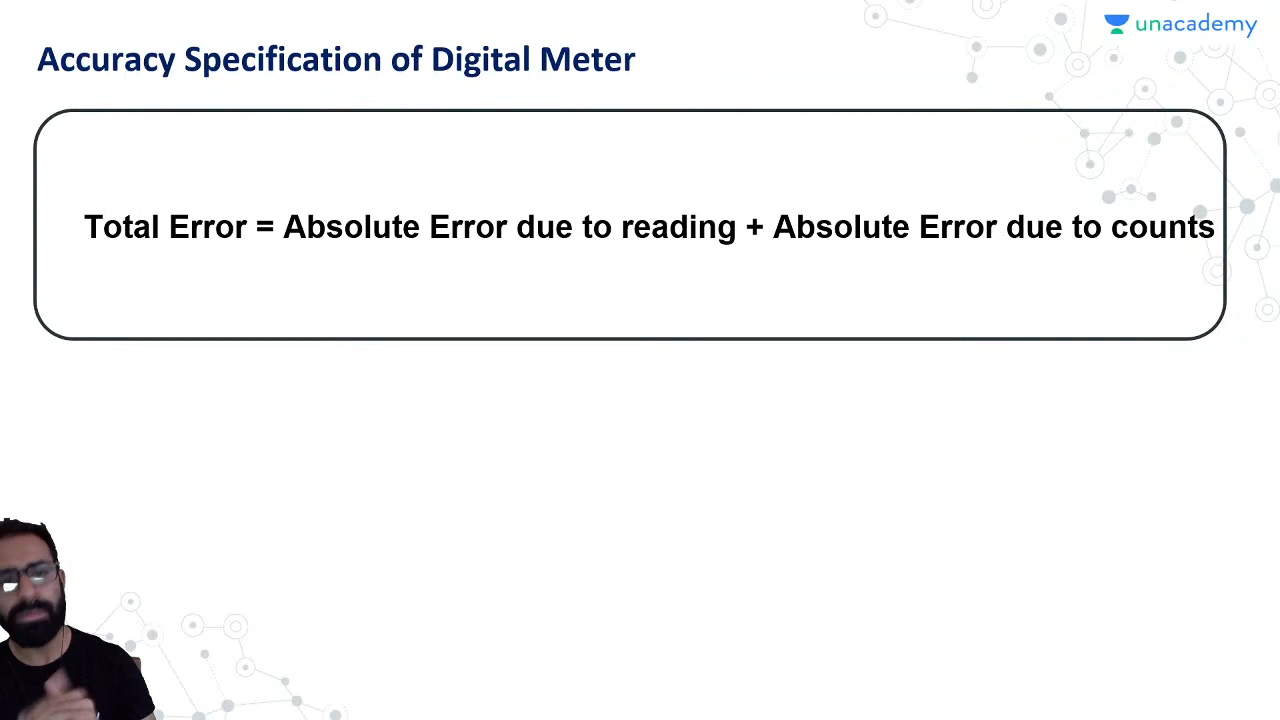 unacademy
Accuracy Specification of Digital Meter
Total Error = Absolute Error due to reading + Absolute Error due to counts